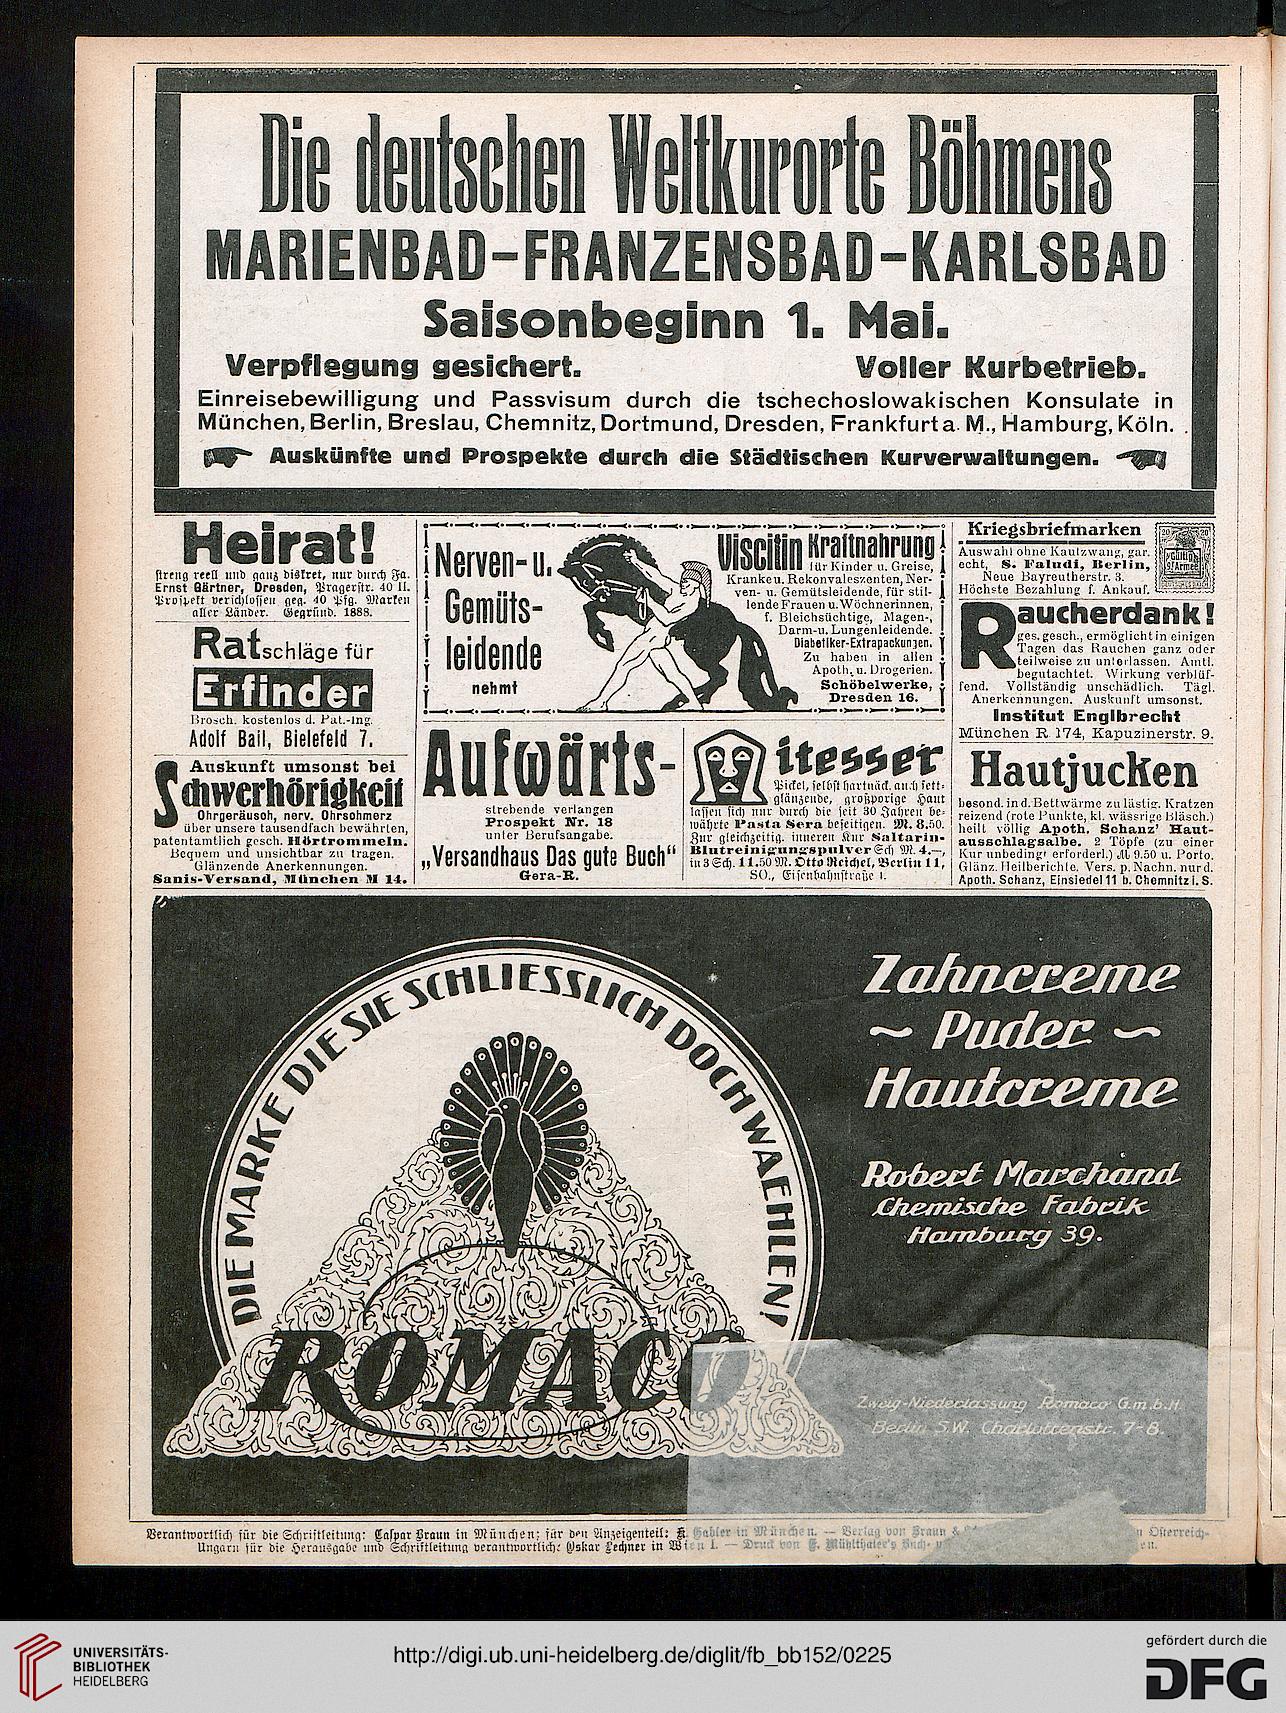 Die deutschen Weltkurorte Böhmens
MARIENBAD-FRANZENSBAD-KARLSBAD
Saisonbeginn 1. Mai.
Verpflegung gesichert. Voller Kurbetrieb.
Einreisebewilligung und Passvisum durch die tschechoslowakischen Konsulate in
München, Berlin, Breslau, Chemnitz, Dortmund, Dresden, Frankfurt a. M., Hamburg, Köln.
Auskünfte und Prospekte durch die Städtischen Kurverwaltungen.
Heirat!
streng reell und ganz diskret, nur durch Fa.
Ernst Gärtner, Dresden, Pragerstr. 40 II.
Prospekt verschlossen geg. 40 Pfg. Marken
aller Länder. Gegründ. 1888.
Ratschläge für
Erfinder
Brosch. kostenlos d. Pat.-Ing.
Adolf Bail, Bielefeld 7.
Auskunft umsonst bei
Schwerhörigkeit
Ohrgeräusch, nerv. Ohrschmerz
über unsere tausendfach bewährten,
patentamtlich gesch. Hörtrommeln.
Bequem und unsichtbar zu tragen.
Glänzende Anerkennungen.
Sanis-Versand, München M 14.
Nerven- u.
Gemüts-
leidende
nehmt
Viscitin Kraftnahrung
für Kinder u. Greise,
Kranke u. Rekonvaleszenten, Ner-
ven- u. Gemütsleidende, für stil-
lende Frauen u. Wöchnerinnen,
f. Bleichsüchtige, Magen-,
Darm- u. Lungenleidende.
Diabetiker-Extrapackungen.
Zu haben in allen
Apoth. u. Drogerien.
Schöbelwerke,
Dresden 16.
Aufwärts-
strebende verlangen
Prospekt Nr. 18
unter Berufsangabe.
„Versandhaus Das gute Buch“
Gera-R.
Mitesser
Pickel, selbst hartnäck. auch fett-
glänzende, großporige Haut
lassen sich nur durch die seit 30 Jahren be-
währte Pasta Sera beseitigen. M. 8.50.
Zur gleichzeitig. inneren Kur Saltarin-
Blutreinigungspulver Sch M. 4.—,
in 3 Sch. 11.50 M. Otto Reichel, Berlin 11,
SO., Eisenbahnstraße 4.
Kriegsbriefmarken
Auswahl ohne Kaufzwang, gar.
echt, S. Faludi, Berlin,
Neue Bayreutherstr. 3.
Höchste Bezahlung f. Ankauf.
20 20
9. Armee
Raucherdank!
ges. gesch., ermöglicht in einigen
Tagen das Rauchen ganz oder
teilweise zu unterlassen. Amtl.
begutachtet. Wirkung verblüf-
fend. Vollständig unschädlich. Tägl.
Anerkennungen. Auskunft umsonst.
Institut Englbrecht
München R 174, Kapuzinerstr. 9.
Hautjucken
besond. in d. Bettwärme zu lästig. Kratzen
reizend (rote Punkte, kl. wässrige Bläsch.)
heilt völlig Apoth. Schanz' Haut-
ausschlagsalbe. 2 Töpfe (zu einer
Kur unbedingt erforderl.) M 9.50 u. Porto.
Glänz. Heilberichte. Vers. p. Nachn. nur d.
Apoth. Schanz, Einsiedel 11 b. Chemnitz i. S.
DIE MARKE DIE SIE SCHLIESSLICH DOCH WAEHLEN!
ROMACO
Zahncreme
~ Puder ~
Hautcreme
Robert Marchand
Chemische Fabrik
Hamburg 39.
Zweig-Niederlassung Romaco G.m.b.H.
Berlin S.W. Charlottenstr. 7-8.
Verantwortlich für die Schriftleitung: Caspar Braun in München; für den Anzeigenteil: K. Gabler in München. — Verlag von Braun & n Österreich-
Ungarn für die Herausgabe und Schriftleitung verantwortlich: Oskar Lechner in Wien I. — Druck von E. Mühlthaler's Buch- en.
UNIVERSITÄTS-
BIBLIOTHEK
HEIDELBERG
http://digi.ub.uni-heidelberg.de/diglit/fb_bb152/0225
gefördert durch die
DFG